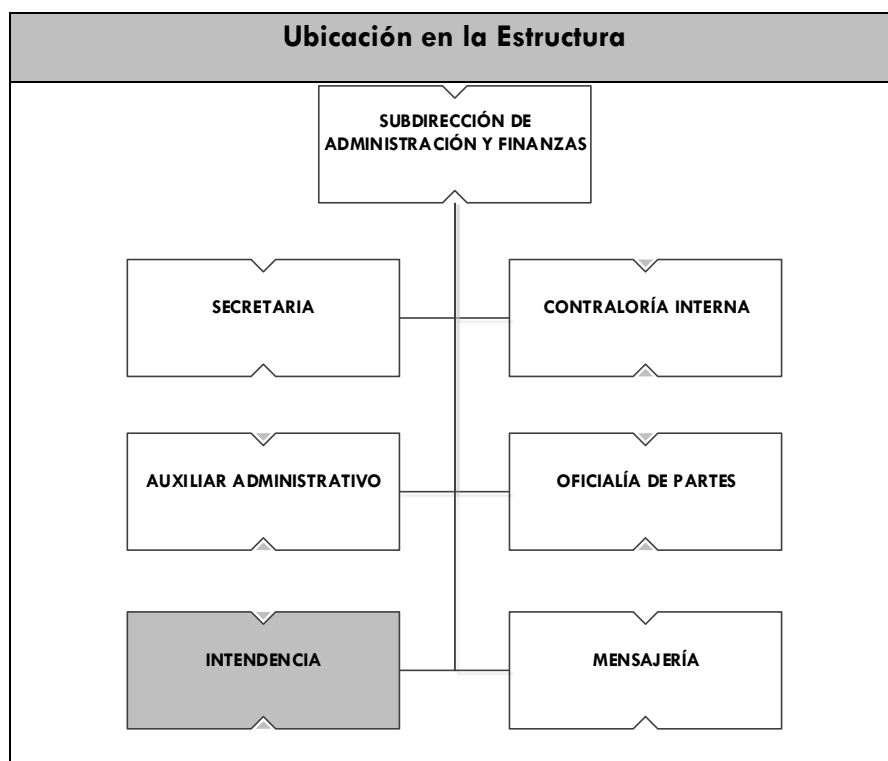 Ubicación en la Estructura
SUBDIRECCIÓN DE
ADMINISTRACIÓN Y FINANZAS
SECRETARIA
CONTRALORÍA INTERNA
AUXILIAR ADMINISTRATIVO
OFICIALÍA DE PARTES
INTENDENCIA
MENSAJERÍA